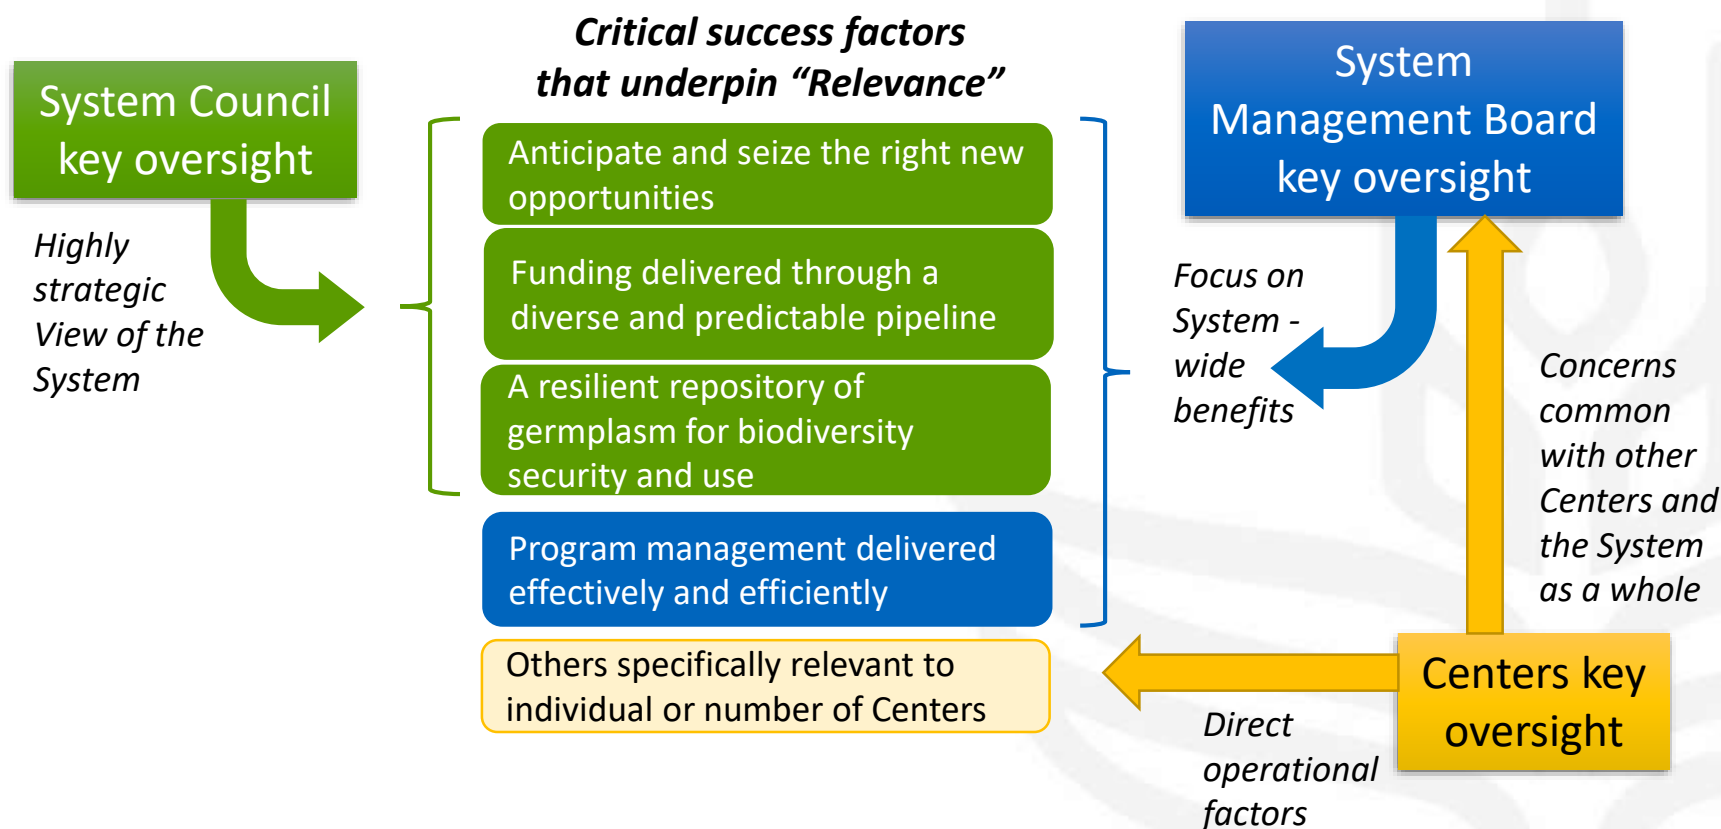 Critical success factors
that underpin “Relevance”
System Council
key oversight
Highly
strategic
View of the
System
Anticipate and seize the right new
opportunities
Funding delivered through a
diverse and predictable pipeline
A resilient repository of
germplasm for biodiversity
security and use
Program management delivered
effectively and efficiently
Others specifically relevant to
individual or number of Centers
System
Management Board
key oversight
Focus on
System -
wide
benefits
Concerns
common
with other
Centers and
the System
as a whole
Centers key
oversight
Direct
operational
factors